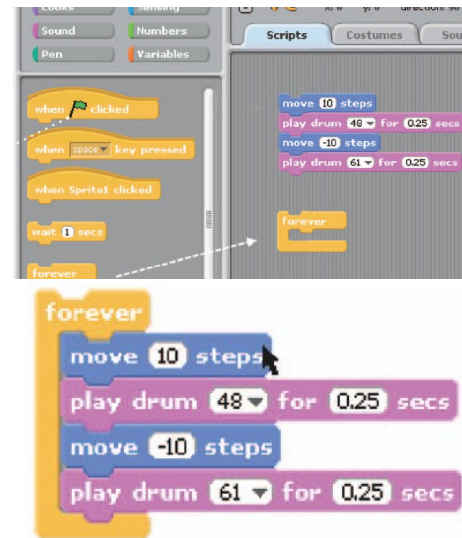 Looks Sensing
Sound Numbers
Pen Variables
Scripts Costumes Sou
when clicked
when space key pressed
when Sprite1 clicked
wait 1 secs
forever
move 10 steps
play drum 48 for 0.25 secs
move -10 steps
play drum 61 for 0.25 secs
forever
forever
move 10 steps
play drum 48 for 0.25 secs
move -10 steps
play drum 61 for 0.25 secs